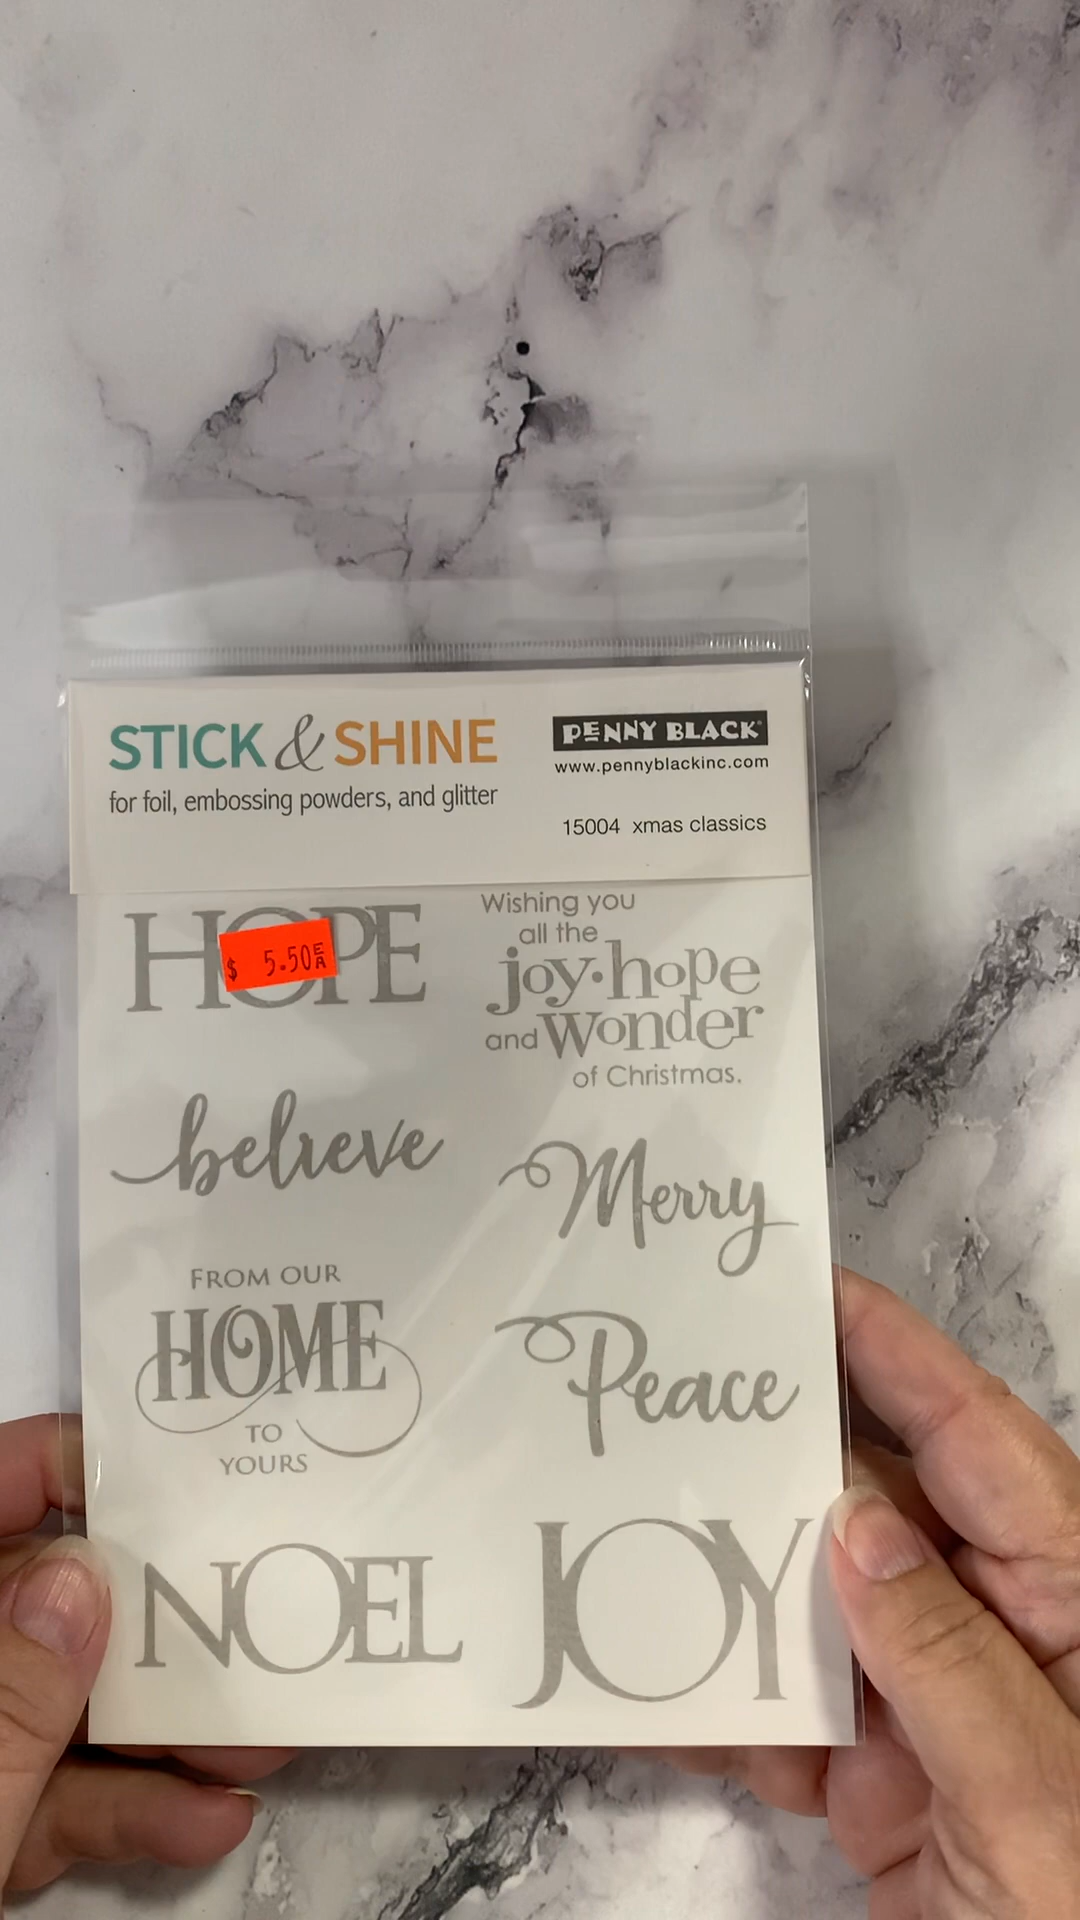 STICK & SHINE
for foil, embossing powders, and glitter
PENNY BLACK
www.pennyblackinc.com
15004 xmas classics
HOPE
$ 5.50 EA
Wishing you
all the
joy·hope
and wonder
of Christmas.
believe
Merry
FROM OUR
HOME
TO
YOURS
Peace
NOEL
JOY